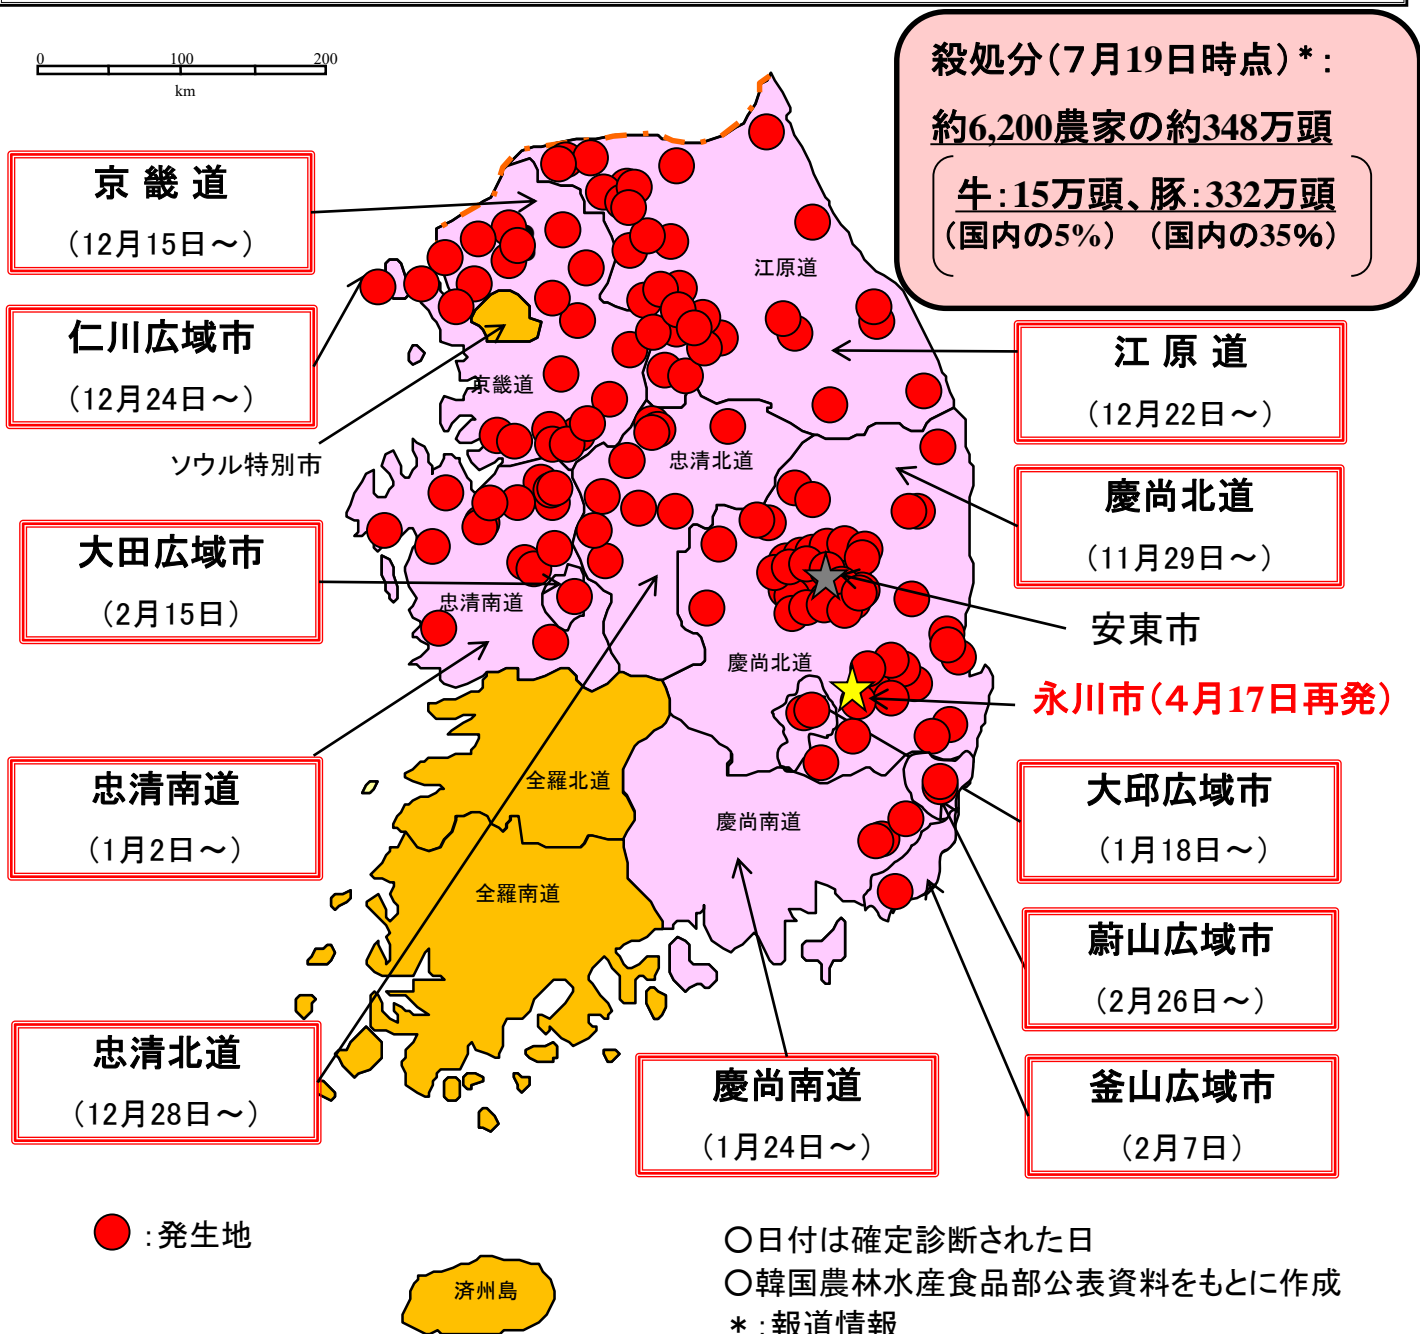 0 100 200
km
殺処分(7月19日時点)*:
約6,200農家の約348万頭
牛:15万頭、豚:332万頭
(国内の5%) (国内の35%)
京 畿 道
(12月15日～)
仁川広域市
(12月24日～)
ソウル特別市
大田広域市
(2月15日)
忠清南道
(1月2日～)
忠清北道
(12月28日～)
江原道
京畿道
忠清北道
忠清南道
慶尚北道
全羅北道
慶尚南道
全羅南道
済州島
江 原 道
(12月22日～)
慶尚北道
(11月29日～)
安東市
永川市(4月17日再発)
大邱広域市
(1月18日～)
蔚山広域市
(2月26日～)
釜山広域市
(2月7日)
慶尚南道
(1月24日～)
:発生地
○日付は確定診断された日
○韓国農林水産食品部公表資料をもとに作成
*:報道情報